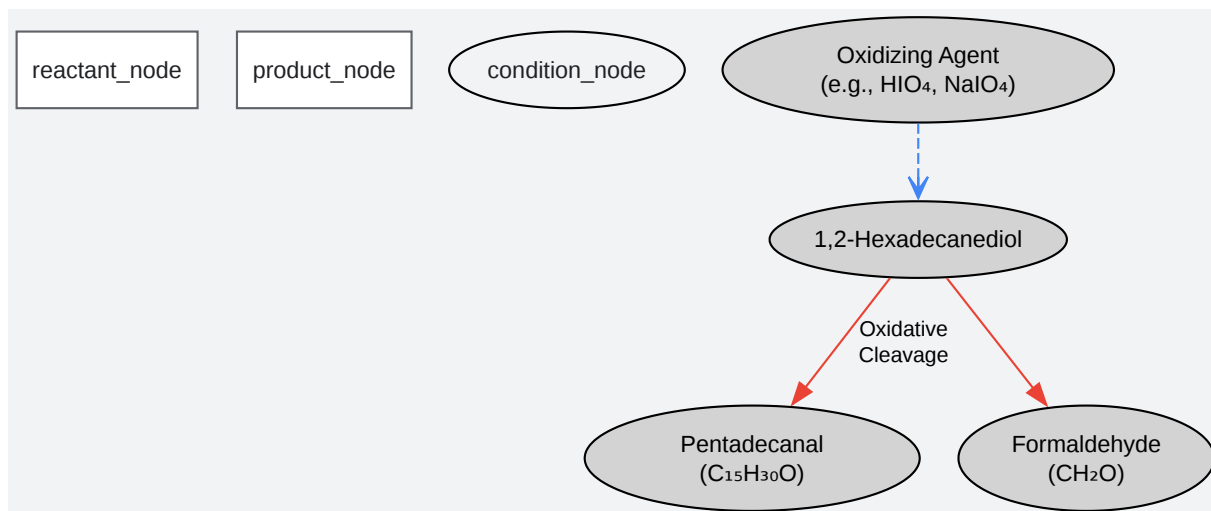 reactant_node
product_node
condition_node
Oxidizing Agent
(e.g., HIO₄, NaIO₄)
1,2-Hexadecanediol
Oxidative
Cleavage
Pentadecanal
(C₁₅H₃₀O)
Formaldehyde
(CH₂O)